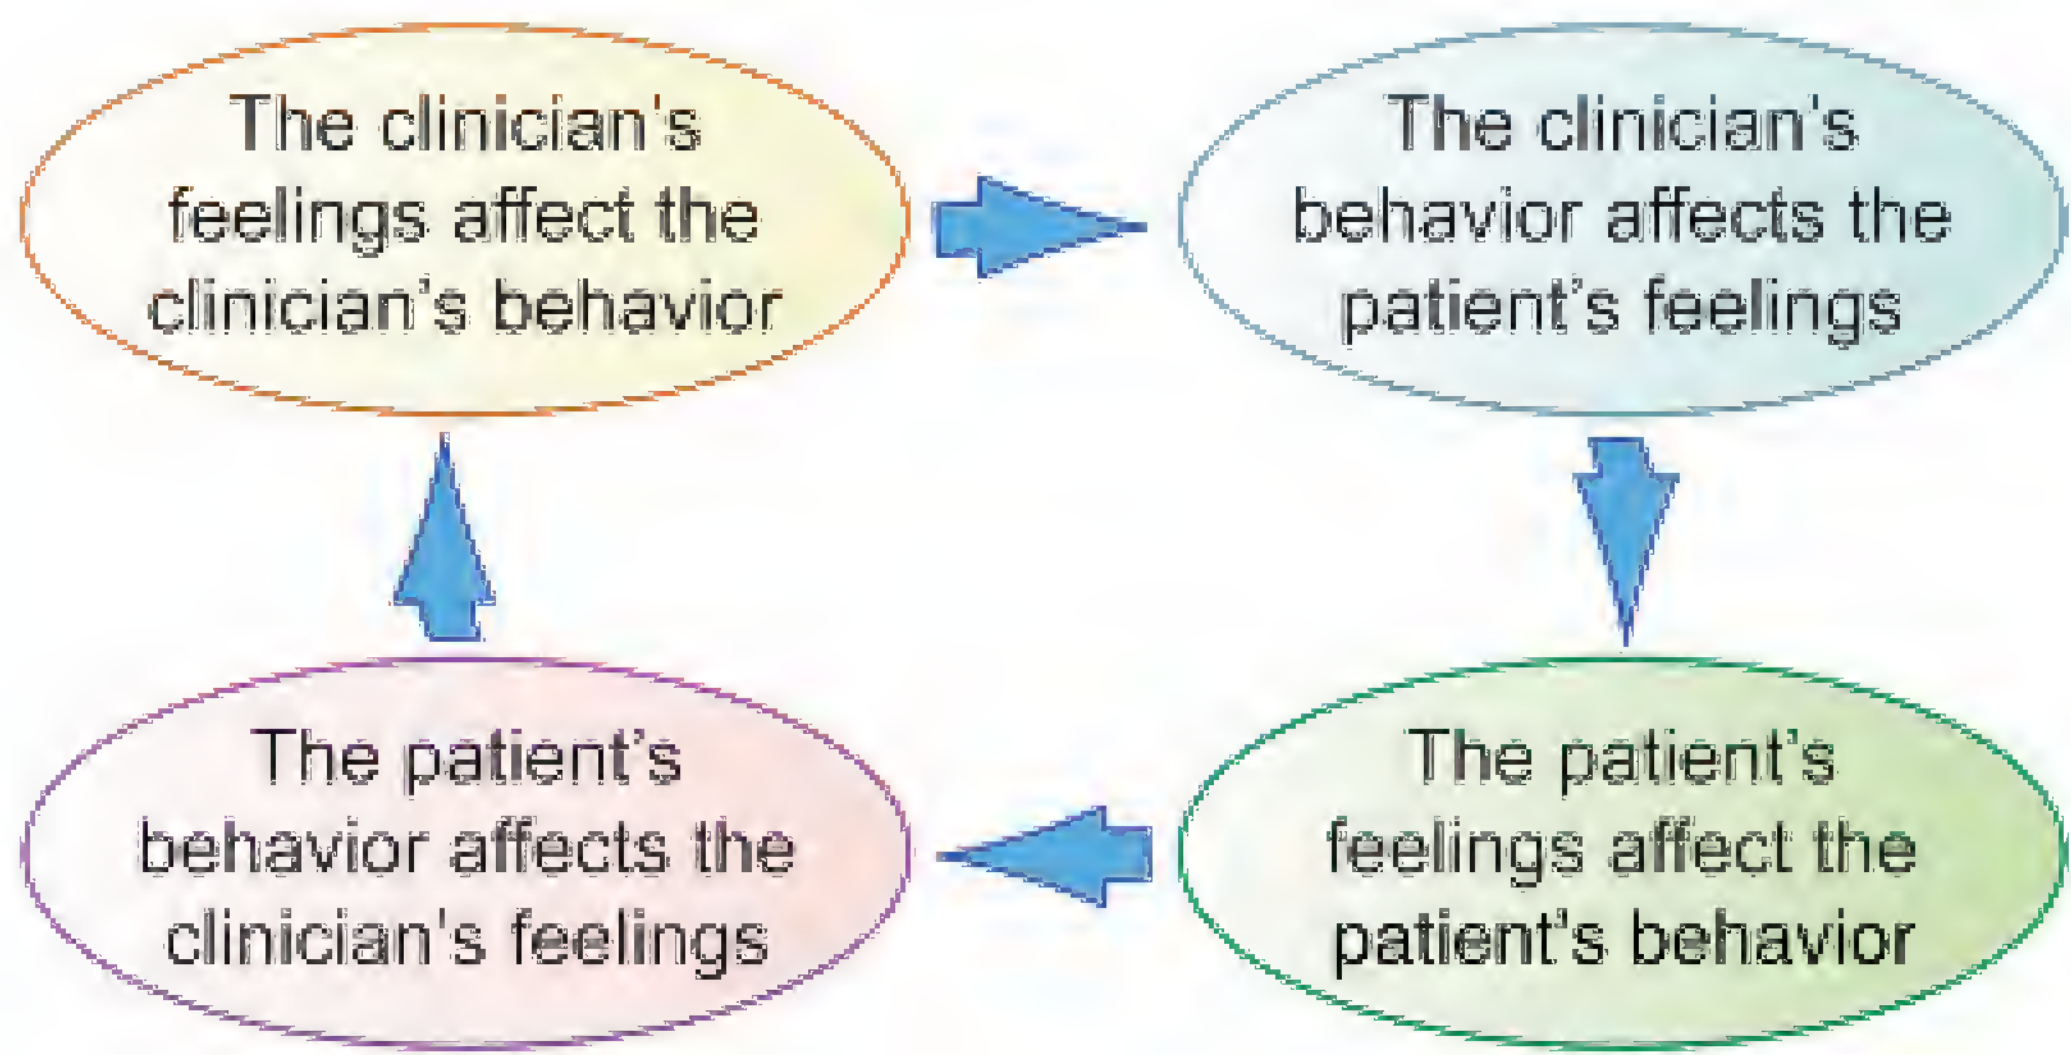 The clinician's
feelings affect the
clinician's behavior
The clinician's
behavior affects the
patient's feelings
The patient's
behavior affects the
clinician's feelings
The patient's
feelings affect the
patient's behavior